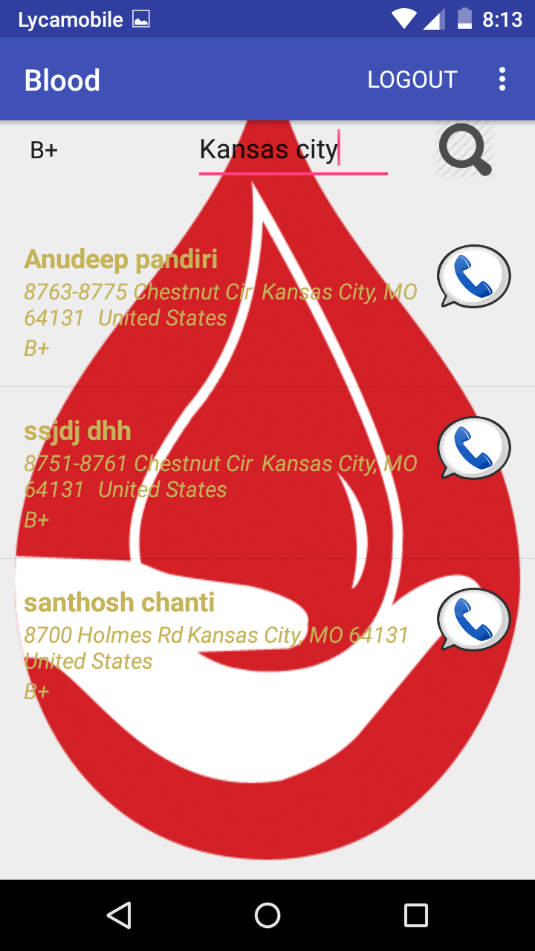 Lycamobile 8:13
Blood LOGOUT
B+ Kansas city
Anudeep pandiri
8763-8775 Chestnut Cir Kansas City, MO
64131 United States
B+
ssjdj dhh
8751-8761 Chestnut Cir Kansas City, MO
64131 United States
B+
santhosh chanti
8700 Holmes Rd Kansas City, MO 64131
United States
B+